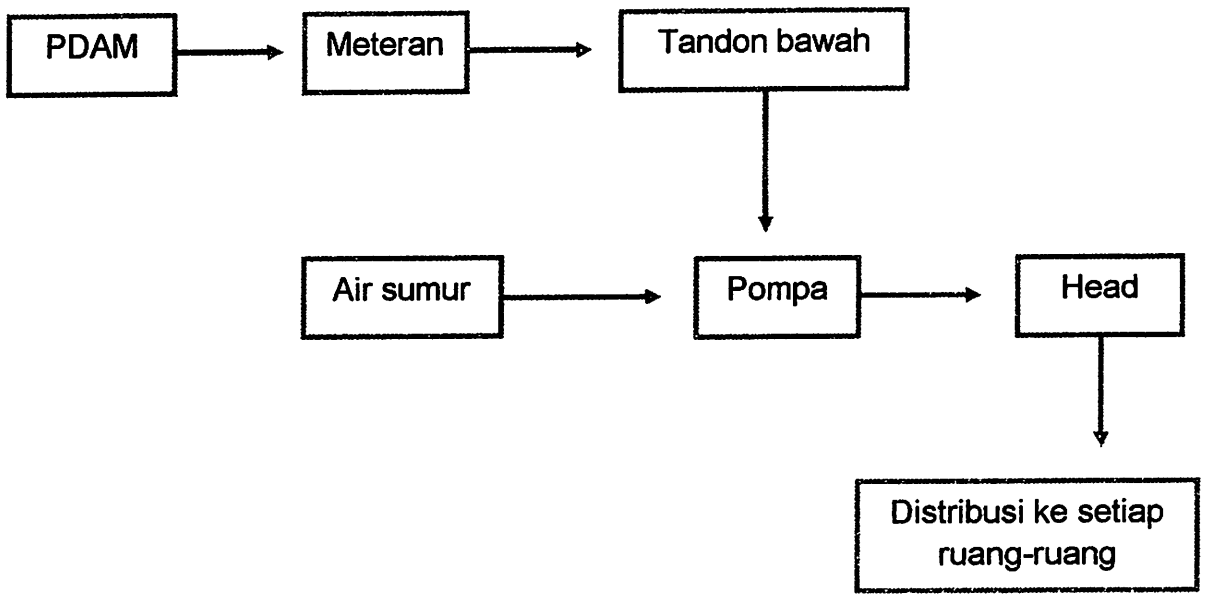 PDAM
Meteran
Tandon bawah
Air sumur
Pompa
Head
Distribusi ke setiap
ruang-ruang